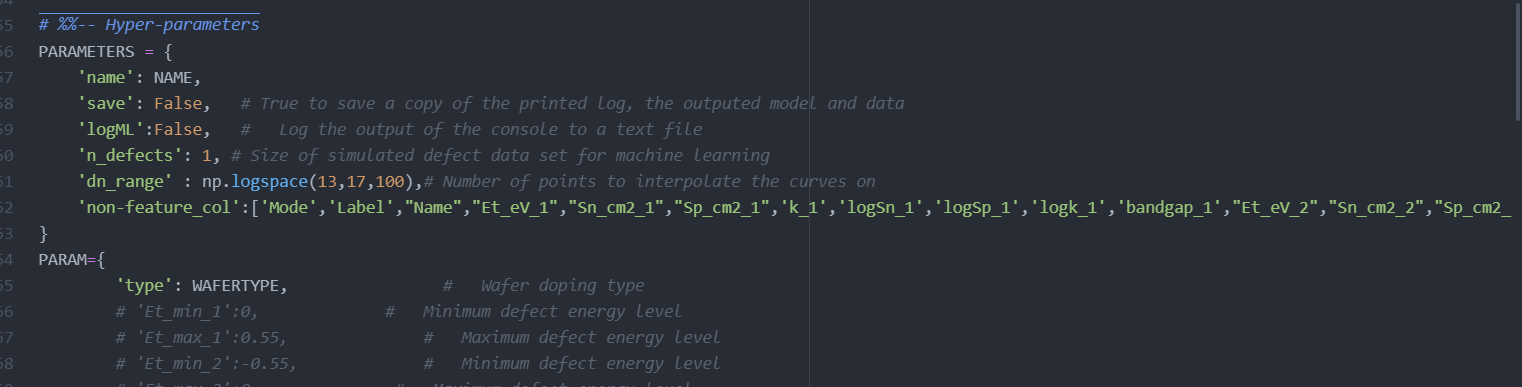 54
55 # %%-- Hyper-parameters
56 PARAMETERS = {
57 'name': NAME,
58 'save': False, # True to save a copy of the printed log, the outputed model and data
59 'logML':False, # Log the output of the console to a text file
60 'n_defects': 1, # Size of simulated defect data set for machine learning
61 'dn_range' : np.logspace(13,17,100),# Number of points to interpolate the curves on
62 'non-feature_col':['Mode','Label',"Name","Et_eV_1","Sn_cm2_1","Sp_cm2_1",'k_1','logSn_1','logSp_1','logk_1','bandgap_1',"Et_eV_2","Sn_cm2_2","Sp_cm2_
63 }
64 PARAM={
65 'type': WAFERTYPE, # Wafer doping type
66 # 'Et_min_1':0, # Minimum defect energy level
67 # 'Et_max_1':0.55, # Maximum defect energy level
68 # 'Et_min_2':-0.55, # Minimum defect energy level
69 # 'Et_max_2':0, # Maximum defect energy level